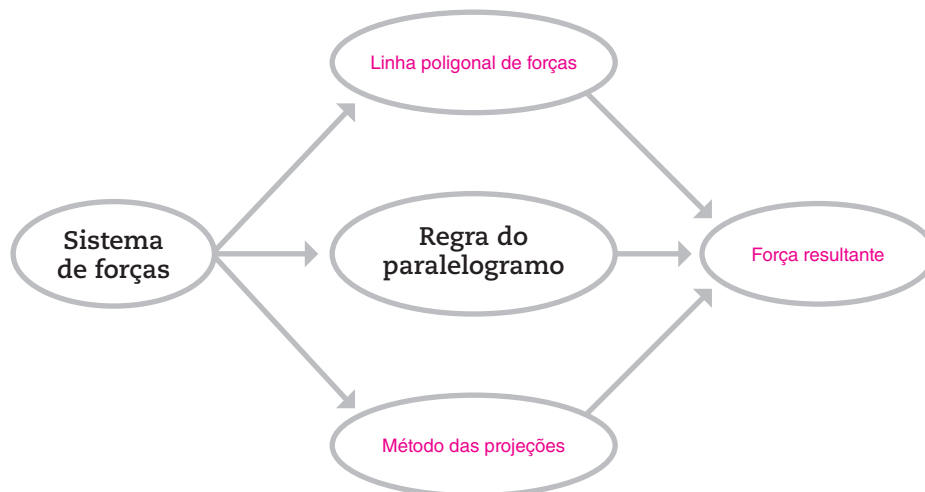 Linha poligonal de forças
Sistema
de forças
Regra do
paralelogramo
Força resultante
Método das projeções